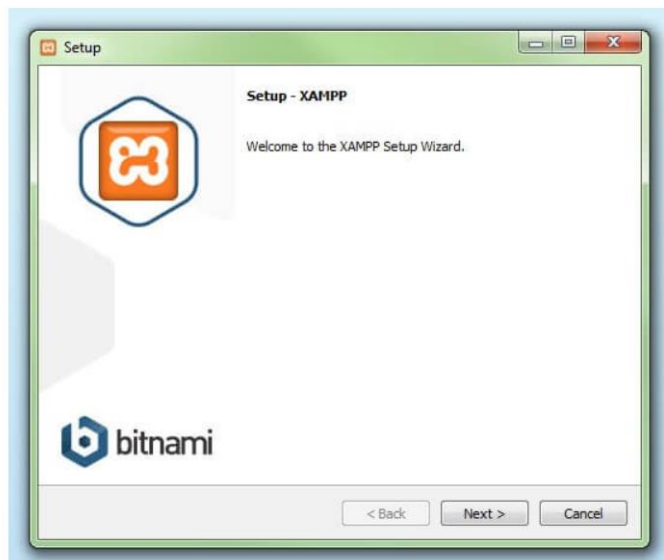 Setup
Setup - XAMPP
Welcome to the XAMPP Setup Wizard.
bitnami
< Back Next > Cancel